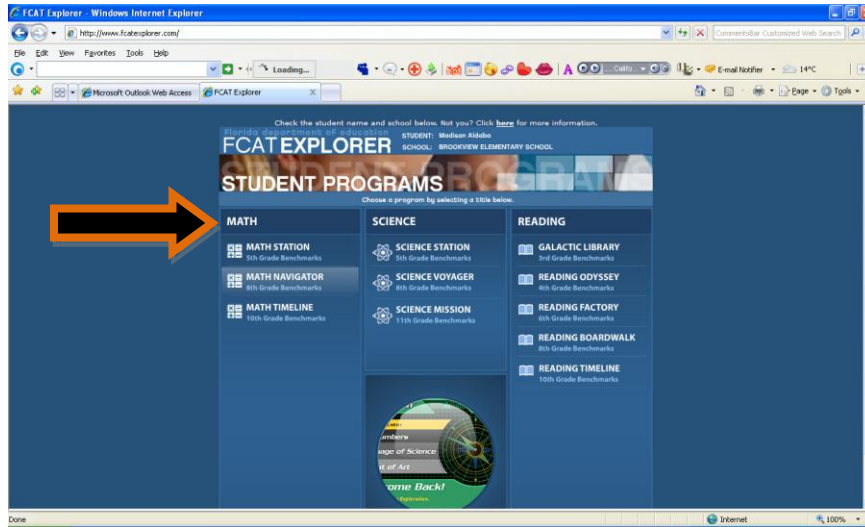 FCAT Explorer - Windows Internet Explorer
http://www.fcatexplorer.com/
CommentsBar Customized Web Search
File Edit View Favorites Tools Help
Loading...
E-mail Notifier
14°C
Microsoft Outlook Web Access
FCAT Explorer
Page
Tools
Check the student name and school below. Not you? Click here for more information.
Florida department of education
FCAT EXPLORER
STUDENT: Madison Aldaba
SCHOOL: BROOKVIEW ELEMENTARY SCHOOL
STUDENT PROGRAMS
Choose a program by selecting a title below.
MATH
MATH STATION
5th Grade Benchmarks
MATH NAVIGATOR
8th Grade Benchmarks
MATH TIMELINE
10th Grade Benchmarks
SCIENCE
SCIENCE STATION
5th Grade Benchmarks
SCIENCE VOYAGER
8th Grade Benchmarks
SCIENCE MISSION
11th Grade Benchmarks
READING
GALACTIC LIBRARY
3rd Grade Benchmarks
READING ODYSSEY
4th Grade Benchmarks
READING FACTORY
6th Grade Benchmarks
READING BOARDWALK
8th Grade Benchmarks
READING TIMELINE
10th Grade Benchmarks
umbers
uage of Science
it of Art
ome Back!
Done
Internet
100%